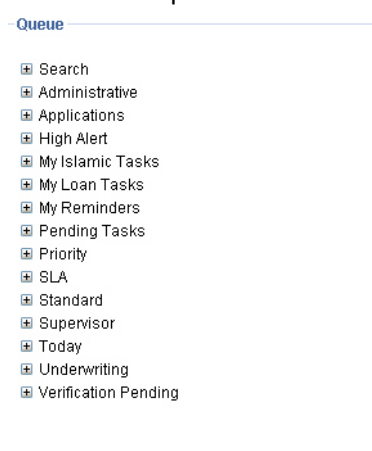 Queue
Search
Administrative
Applications
High Alert
My Islamic Tasks
My Loan Tasks
My Reminders
Pending Tasks
Priority
SLA
Standard
Supervisor
Today
Underwriting
Verification Pending